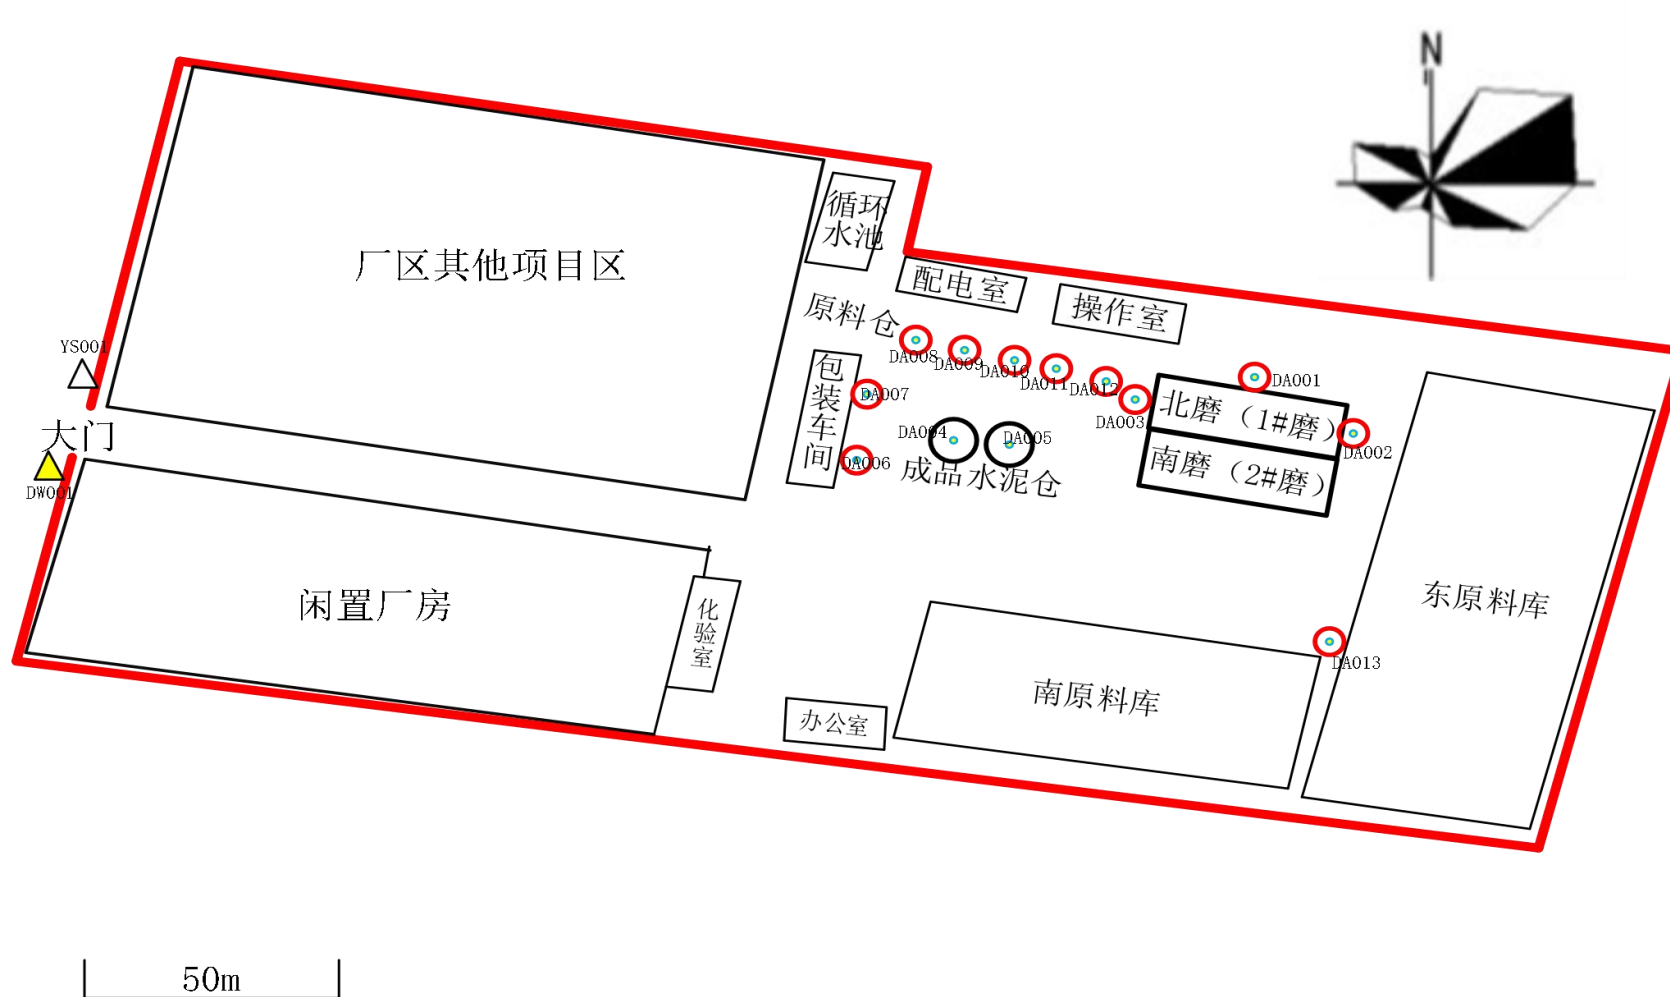 N
循环
水池
厂区其他项目区
配电室
操作室
原料仓
YS001
DA008
DA009
DA010
DA011
DA012
DA001
包装车间
DA007
DA003
北磨（1#磨）
大门
DA004
DA005
DA002
DA006
成品水泥仓
南磨（2#磨）
DW001
闲置厂房
化验室
东原料库
DA013
南原料库
办公室
50m